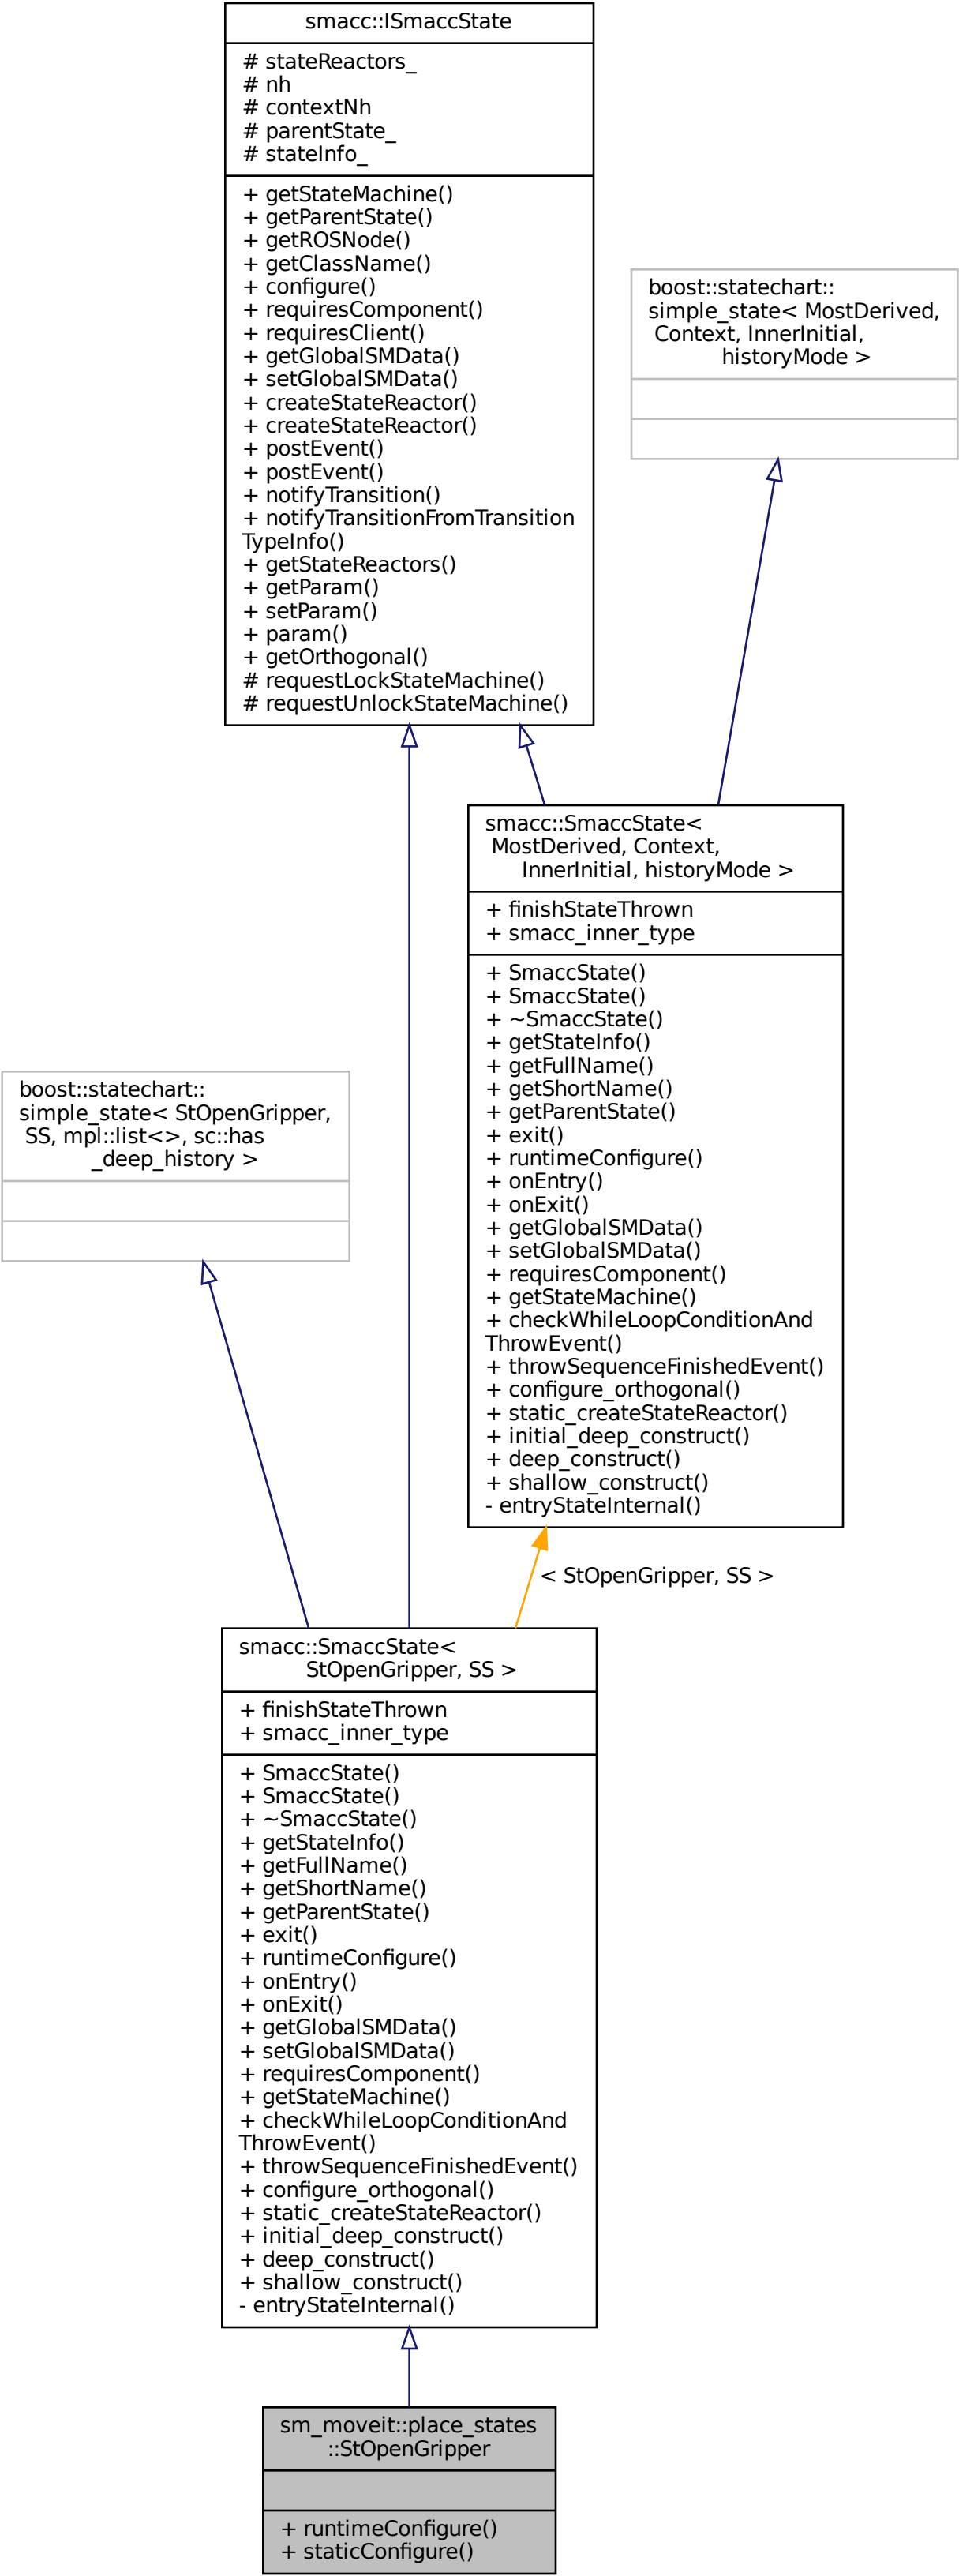 smacc::ISmaccState
# stateReactors_
# nh
# contextNh
# parentState_
# stateInfo_
+ getStateMachine()
+ getParentState()
+ getROSNode()
+ getClassName()
+ configure()
+ requiresComponent()
+ requiresClient()
+ getGlobalSMData()
+ setGlobalSMData()
+ createStateReactor()
+ createStateReactor()
+ postEvent()
+ postEvent()
+ notifyTransition()
+ notifyTransitionFromTransition
TypeInfo()
+ getStateReactors()
+ getParam()
+ setParam()
+ param()
+ getOrthogonal()
# requestLockStateMachine()
# requestUnlockStateMachine()
boost::statechart::
simple_state< MostDerived,
Context, InnerInitial,
historyMode >
smacc::SmaccState<
MostDerived, Context,
InnerInitial, historyMode >
+ finishStateThrown
+ smacc_inner_type
+ SmaccState()
+ SmaccState()
+ ~SmaccState()
+ getStateInfo()
+ getFullName()
+ getShortName()
+ getParentState()
+ exit()
+ runtimeConfigure()
+ onEntry()
+ onExit()
+ getGlobalSMData()
+ setGlobalSMData()
+ requiresComponent()
+ getStateMachine()
+ checkWhileLoopConditionAnd
ThrowEvent()
+ throwSequenceFinishedEvent()
+ configure_orthogonal()
+ static_createStateReactor()
+ initial_deep_construct()
+ deep_construct()
+ shallow_construct()
- entryStateInternal()
boost::statechart::
simple_state< StOpenGripper,
SS, mpl::list<>, sc::has
_deep_history >
< StOpenGripper, SS >
smacc::SmaccState<
StOpenGripper, SS >
+ finishStateThrown
+ smacc_inner_type
+ SmaccState()
+ SmaccState()
+ ~SmaccState()
+ getStateInfo()
+ getFullName()
+ getShortName()
+ getParentState()
+ exit()
+ runtimeConfigure()
+ onEntry()
+ onExit()
+ getGlobalSMData()
+ setGlobalSMData()
+ requiresComponent()
+ getStateMachine()
+ checkWhileLoopConditionAnd
ThrowEvent()
+ throwSequenceFinishedEvent()
+ configure_orthogonal()
+ static_createStateReactor()
+ initial_deep_construct()
+ deep_construct()
+ shallow_construct()
- entryStateInternal()
sm_moveit::place_states
::StOpenGripper
+ runtimeConfigure()
+ staticConfigure()